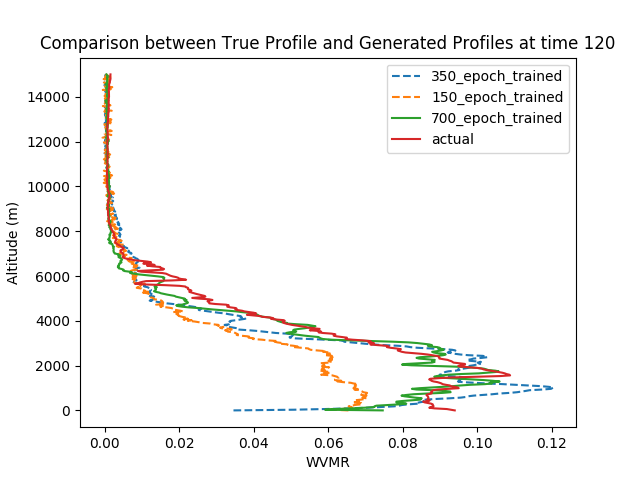 Comparison between True Profile and Generated Profiles at time 120
350_epoch_trained
150_epoch_trained
700_epoch_trained
actual
14000
12000
10000
8000
6000
4000
2000
0
Altitude (m)
0.00 0.02 0.04 0.06 0.08 0.10 0.12
WVMR